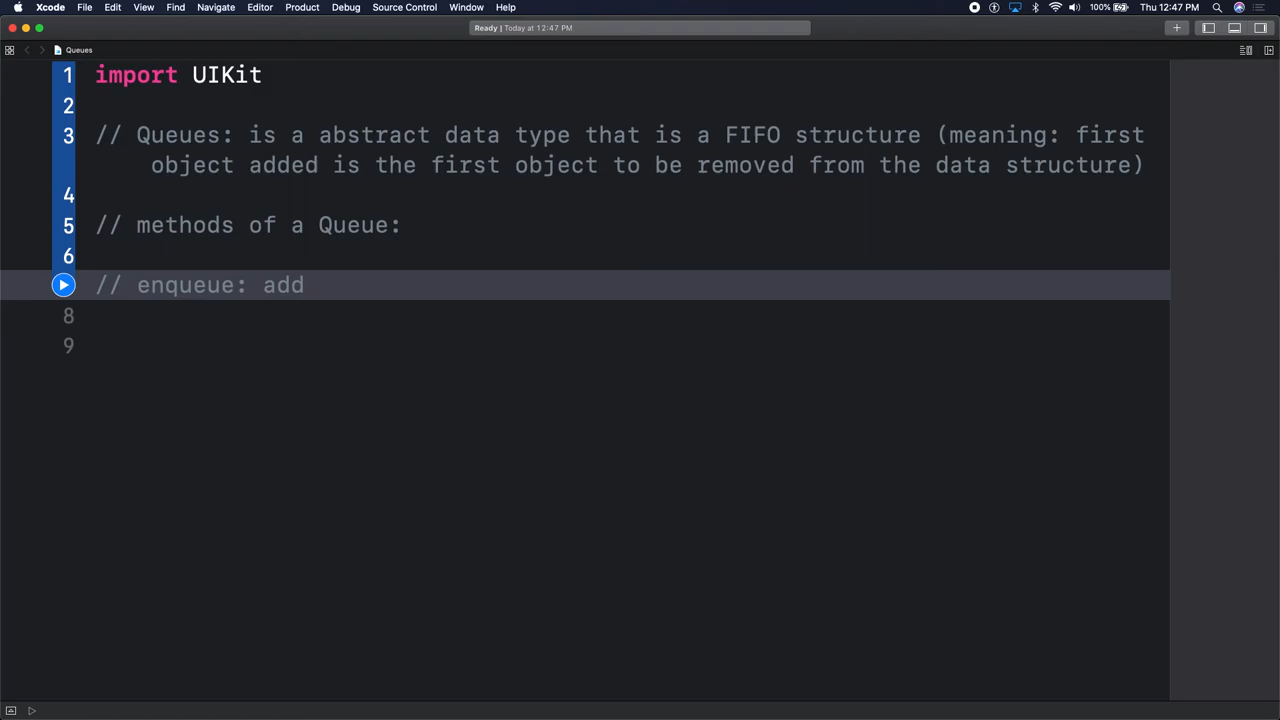 Xcode File Edit View Find Navigate Editor Product Debug Source Control Window Help 100% Thu 12:47 PM
Ready | Today at 12:47 PM
Queues
1 import UIKit
2
3 // Queues: is a abstract data type that is a FIFO structure (meaning: first
object added is the first object to be removed from the data structure)
4
5 // methods of a Queue:
6
// enqueue: add
8
9